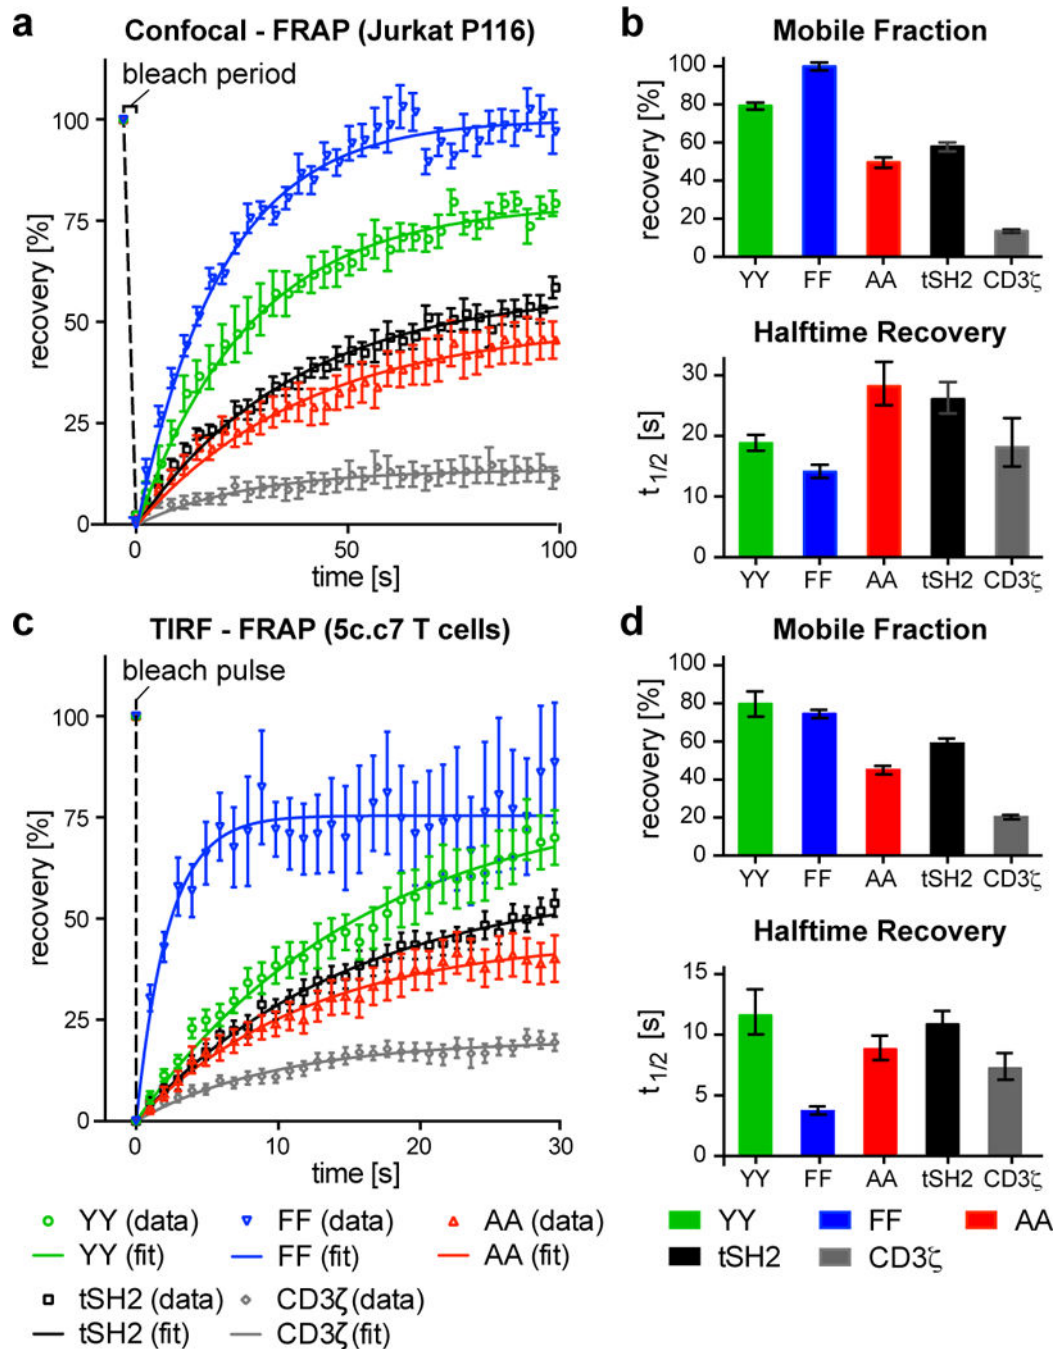 a
Confocal - FRAP (Jurkat P116)
bleach period
100
75
50
25
0
recovery [%]
0 50 100
time [s]
b
Mobile Fraction
100
80
60
40
20
0
recovery [%]
YY FF AA tSH2 CD3ζ
Halftime Recovery
30
20
10
0
t1/2 [s]
YY FF AA tSH2 CD3ζ
c
TIRF - FRAP (5c.c7 T cells)
bleach pulse
100
75
50
25
0
recovery [%]
0 10 20 30
time [s]
d
Mobile Fraction
100
80
60
40
20
0
recovery [%]
YY FF AA tSH2 CD3ζ
Halftime Recovery
15
10
5
0
t1/2 [s]
YY FF AA tSH2 CD3ζ
YY (data) FF (data) AA (data)
YY (fit) FF (fit) AA (fit)
tSH2 (data) CD3ζ (data)
tSH2 (fit) CD3ζ (fit)
YY FF AA
tSH2 CD3ζ